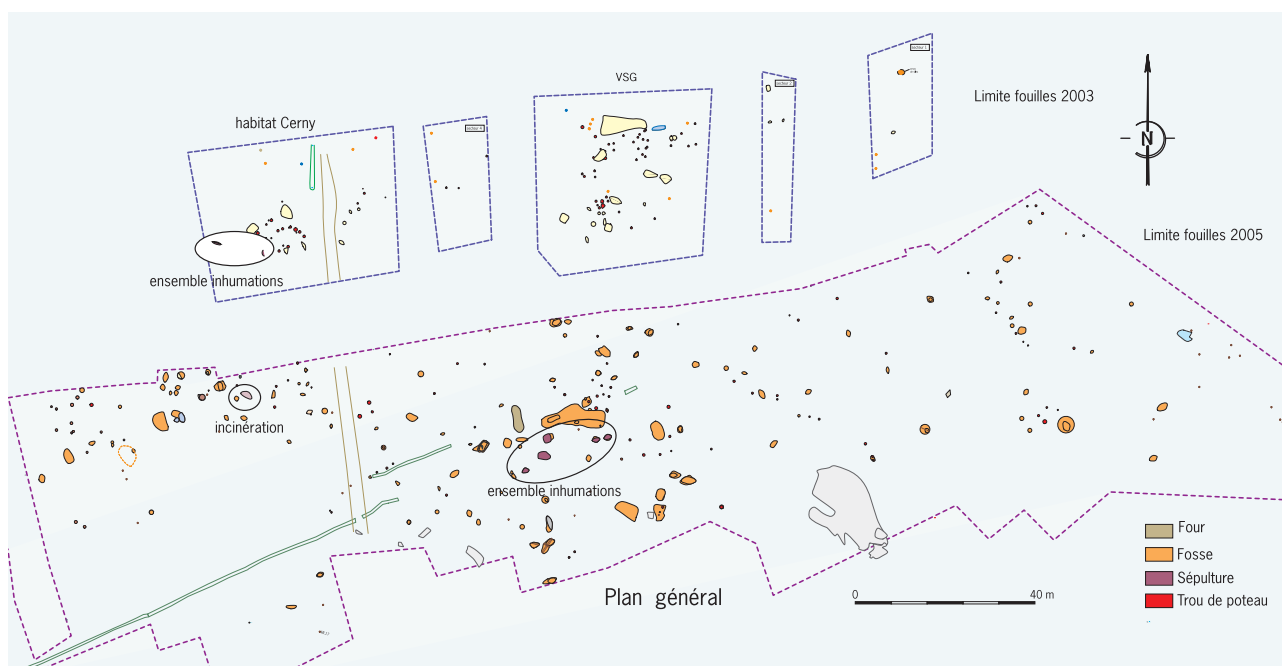 VSG
Limite fouilles 2003
habitat Cerny
N
Limite fouilles 2005
ensemble inhumations
incinération
ensemble inhumations
Four
Fosse
Sépulture
Trou de poteau
Plan général
0 40 m